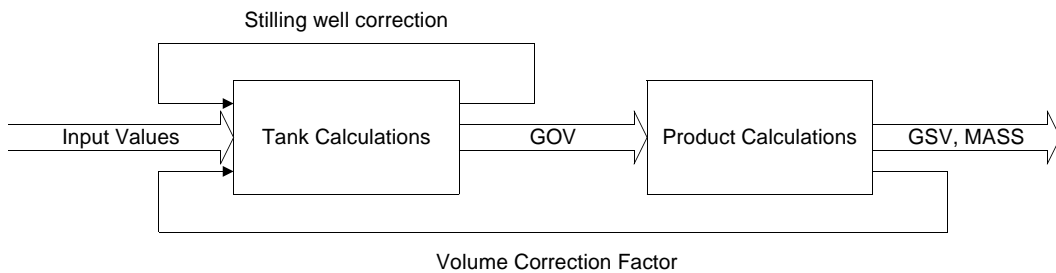 Stilling well correction
Input Values
Tank Calculations
GOV
Product Calculations
GSV, MASS
Volume Correction Factor